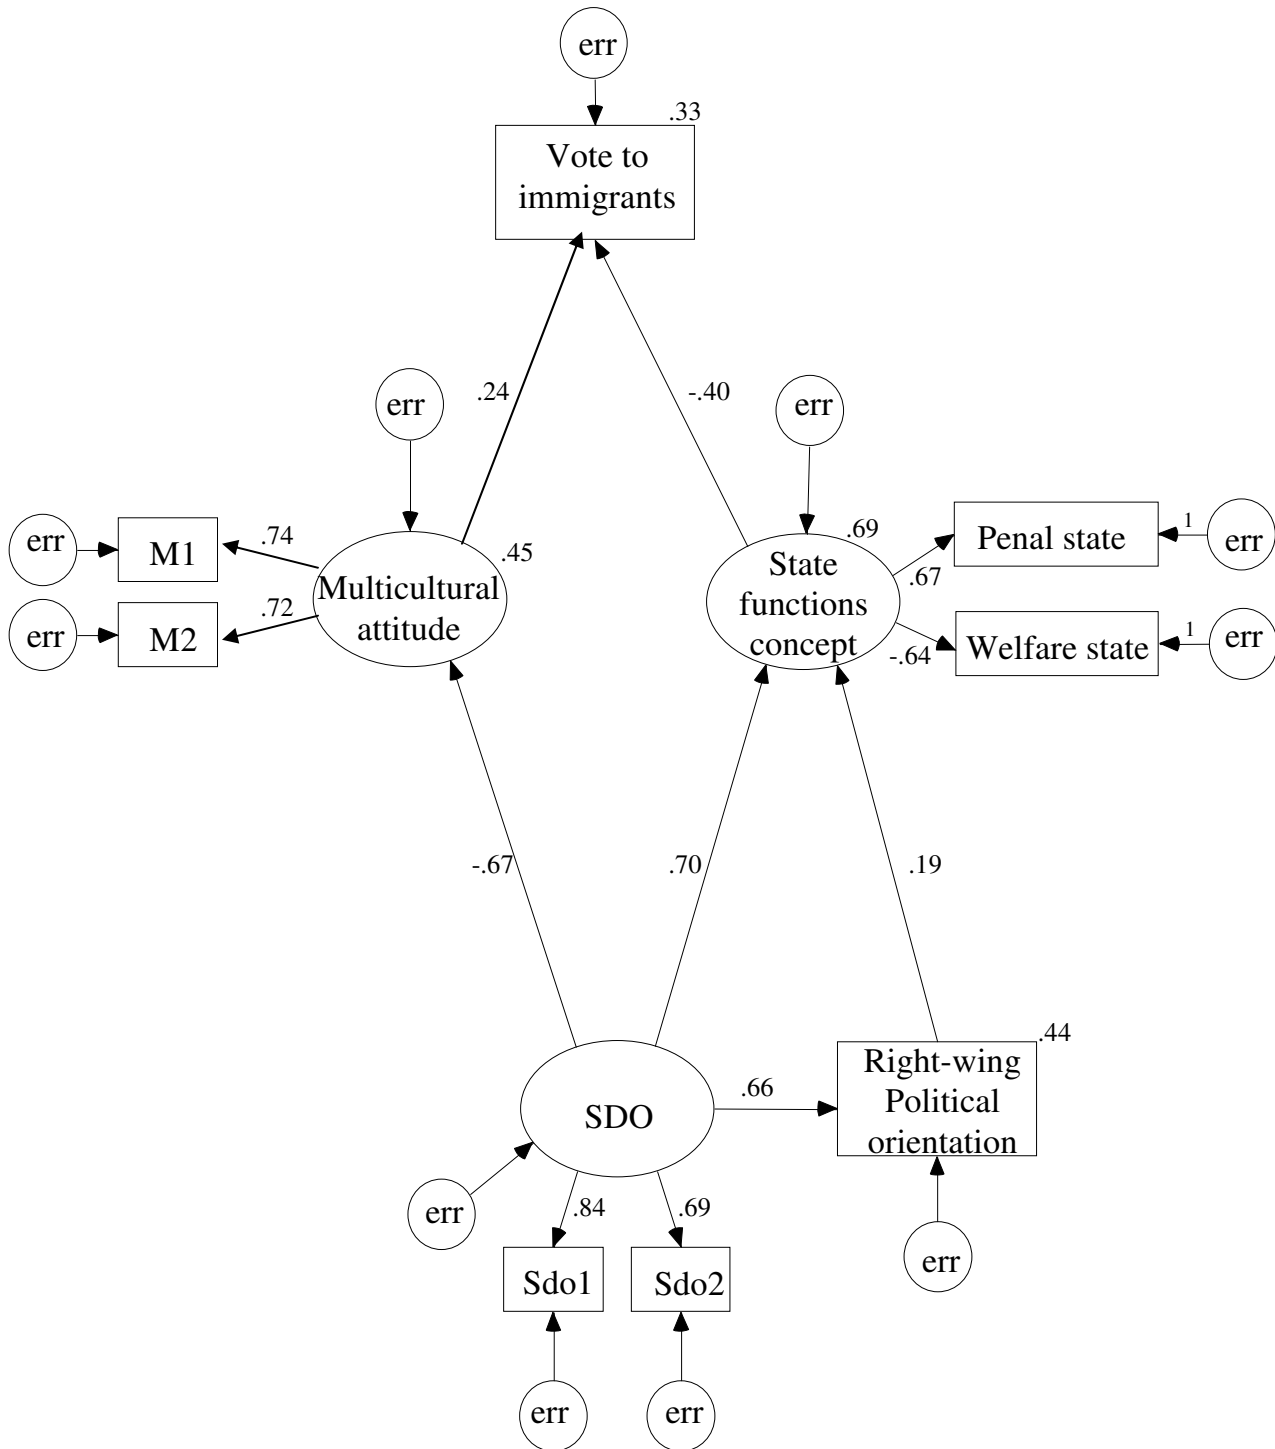 err
.33
Vote to
immigrants
.24
-.40
err
err
err
M1
.74
.45
Multicultural
attitude
err
M2
.72
.69
State
functions
concept
.67
Penal state
1
err
-.64
Welfare state
1
err
-.67
.70
.19
SDO
.66
.44
Right-wing
Political
orientation
err
.84
.69
err
Sdo1
Sdo2
err
err